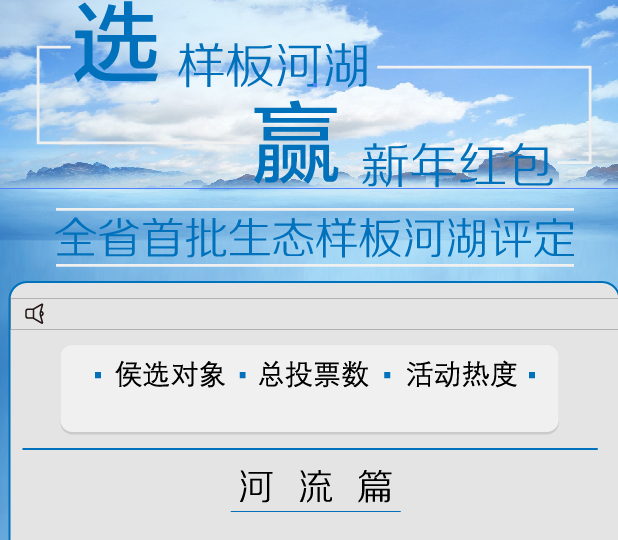 选 样板河湖
赢 新年红包
全省首批生态样板河湖评定
侯选对象 总投票数 活动热度
河 流 篇